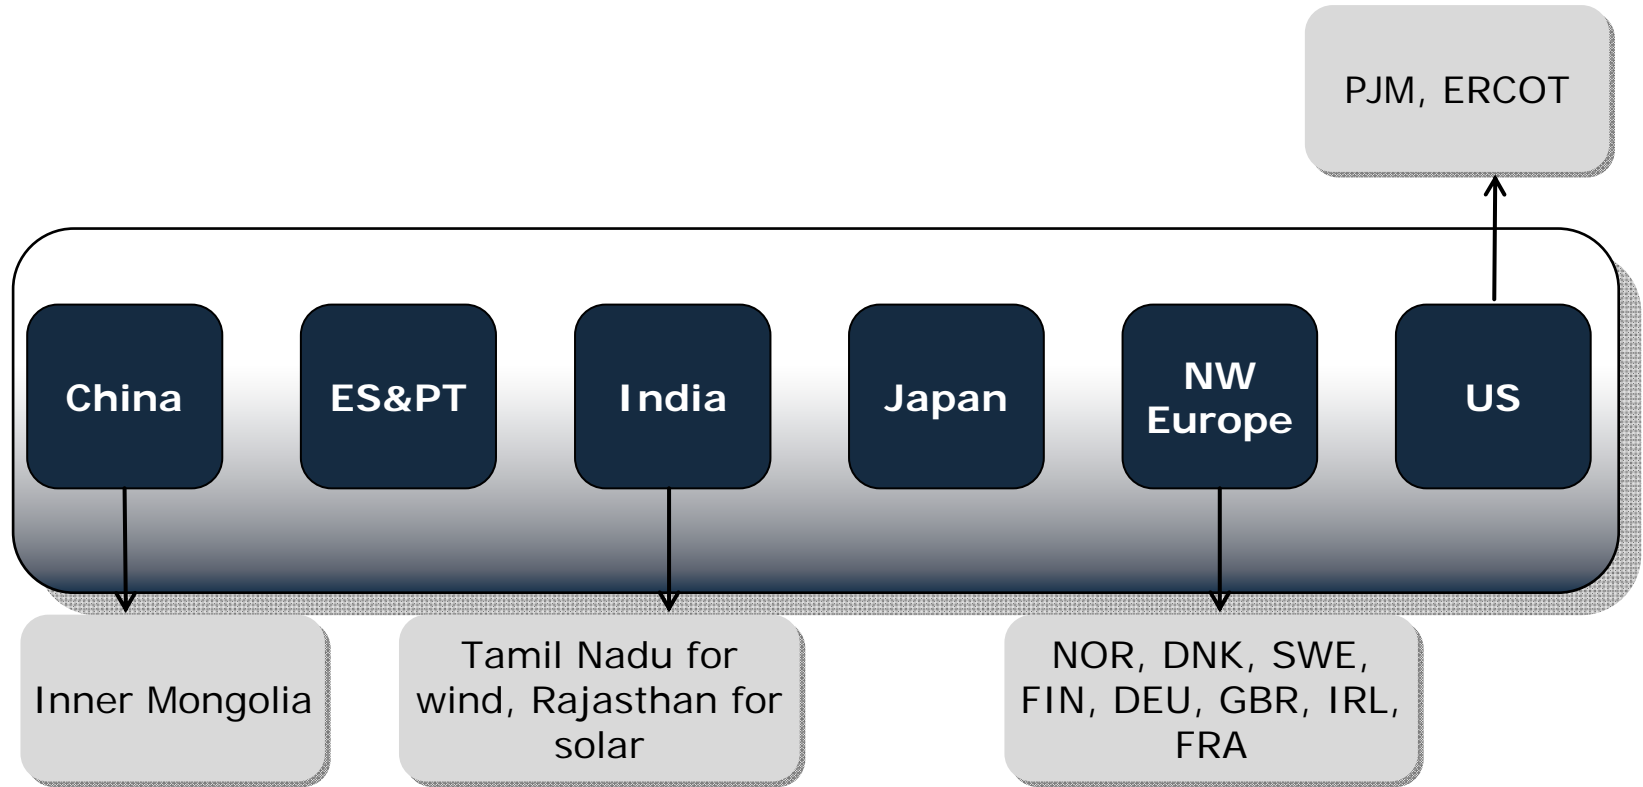 PJM, ERCOT
China
ES&PT
India
Japan
NW
Europe
US
Inner Mongolia
Tamil Nadu for
wind, Rajasthan for
solar
NOR, DNK, SWE,
FIN, DEU, GBR, IRL,
FRA